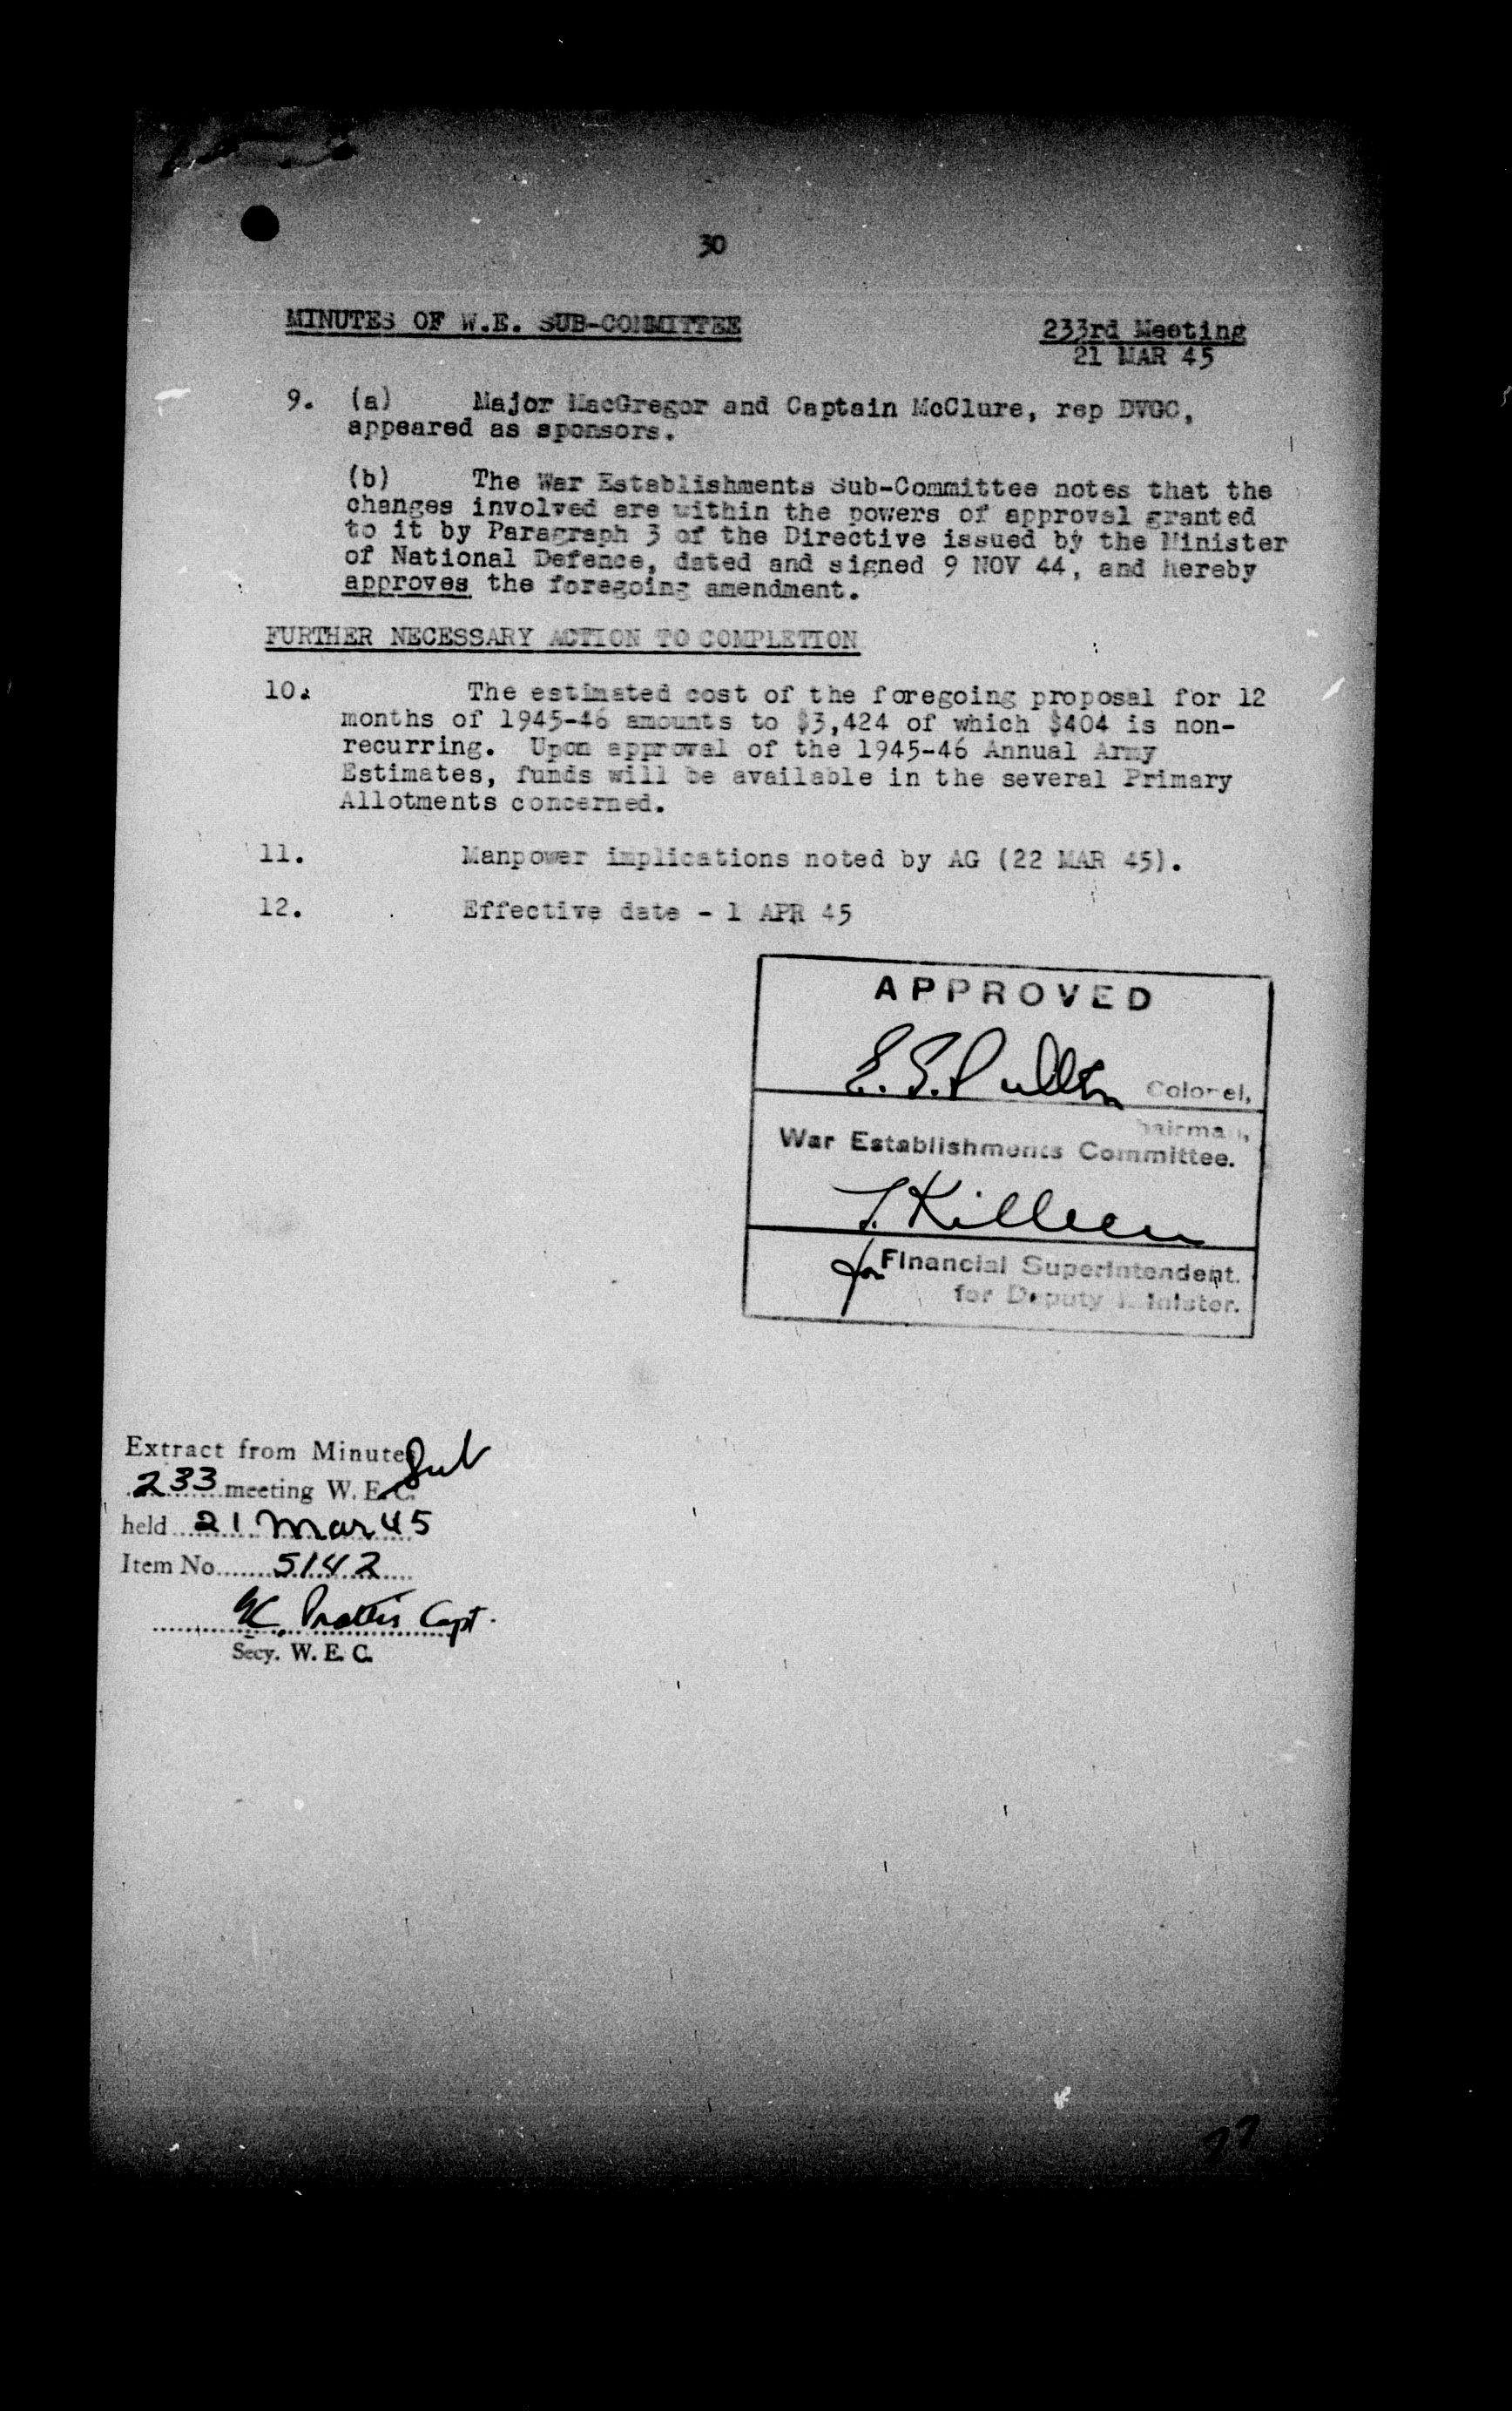 30
MINUTES OF W.E. SUB-COMMITTEE
233rd Meeting
21 MAR 45
9. (a) Major MacGregor and Captain McClure, rep DVGC,
appeared as sponsors.
(b) The War Establishments Sub-Committee notes that the
changes involved are within the powers of approval granted
to it by Paragraph 3 of the Directive issued by the Minister
of National Defence, dated and signed 9 NOV 44, and hereby
approves the foregoing amendment.
FURTHER NECESSARY ACTION TO COMPLETION
10. The estimated cost of the foregoing proposal for 12
months of 1945-46 amounts to $3,424 of which $404 is non-
recurring. Upon approval of the 1945-46 Annual Army
Estimates, funds will be available in the several Primary
Allotments concerned.
11. Manpower implications noted by AG (22 MAR 45).
12. Effective date - 1 APR 45
APPROVED
E.S. Colonel,
Chairman,
War Establishments Committee.
Killeen
for Financial Superintendent.
for Deputy Minister.
Extract from Minutes Sub
233 meeting W. E. C.
held 21 Mar 45
Item No. 5142
Capt.
Secy. W. E. C.